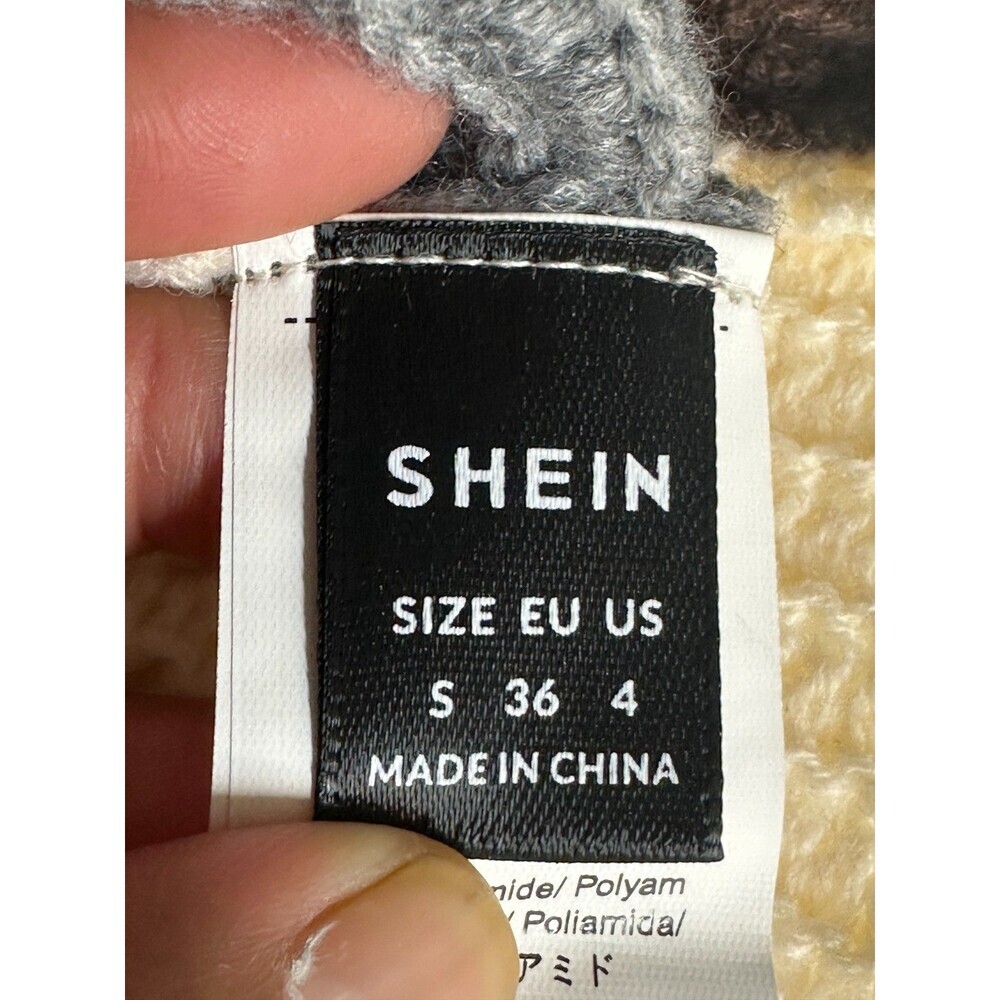 SHEIN
SIZE EU US
S 36 4
MADE IN CHINA
mide/ Polyam
/ Poliamida/
アミド